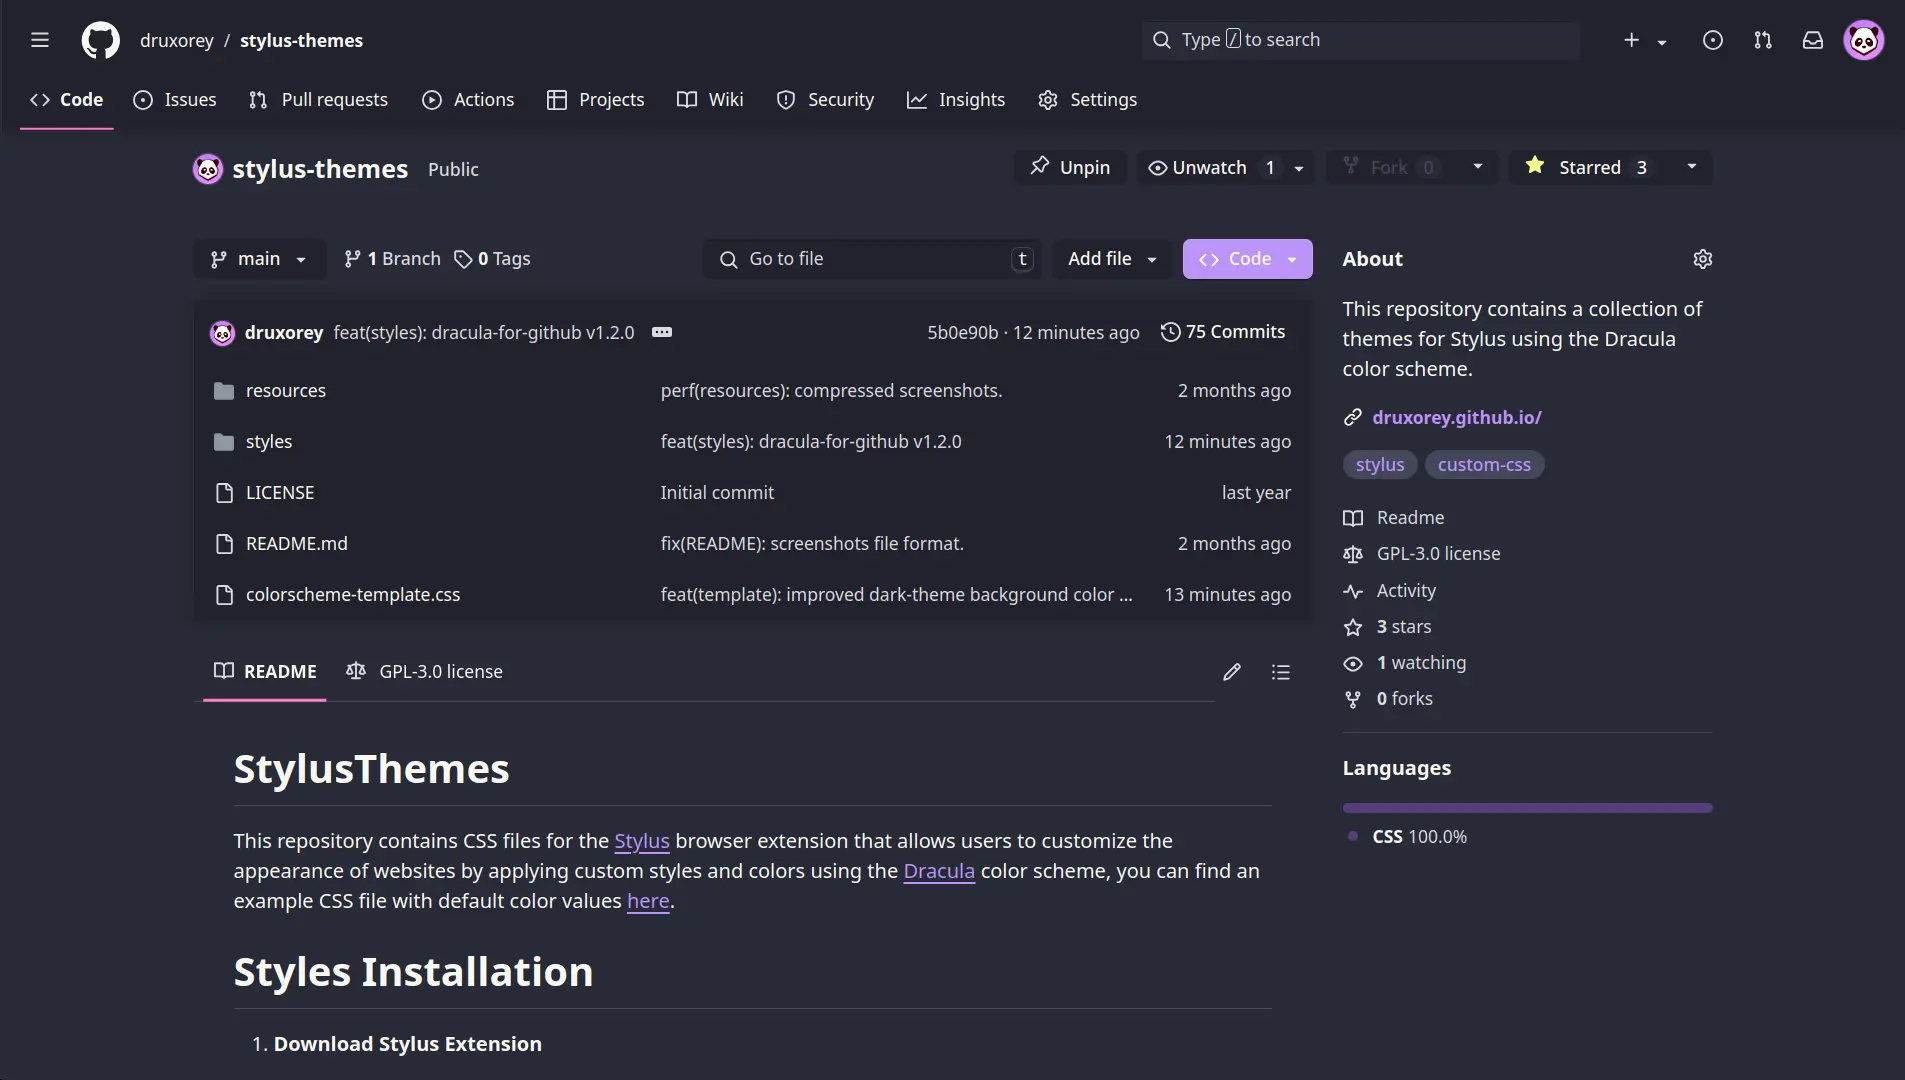 druxorey / stylus-themes
Type / to search
Code Issues Pull requests Actions Projects Wiki Security Insights Settings
stylus-themes Public
Unpin Unwatch 1 Fork 0 Starred 3
main 1 Branch 0 Tags
Go to file t Add file Code
druxorey feat(styles): dracula-for-github v1.2.0 5b0e90b · 12 minutes ago 75 Commits
resources perf(resources): compressed screenshots. 2 months ago
styles feat(styles): dracula-for-github v1.2.0 12 minutes ago
LICENSE Initial commit last year
README.md fix(README): screenshots file format. 2 months ago
colorscheme-template.css feat(template): improved dark-theme background color ... 13 minutes ago
README GPL-3.0 license
StylusThemes
This repository contains CSS files for the Stylus browser extension that allows users to customize the
appearance of websites by applying custom styles and colors using the Dracula color scheme, you can find an
example CSS file with default color values here.
Styles Installation
1. Download Stylus Extension
About
This repository contains a collection of
themes for Stylus using the Dracula
color scheme.
druxorey.github.io/
stylus custom-css
Readme
GPL-3.0 license
Activity
3 stars
1 watching
0 forks
Languages
CSS 100.0%